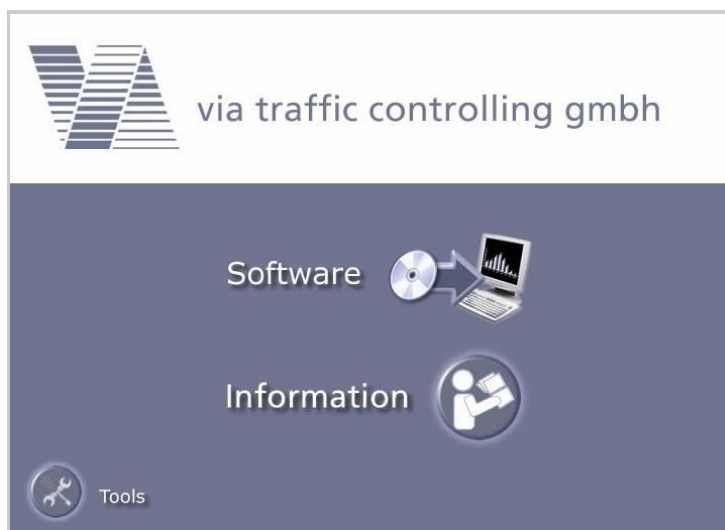 via traffic controlling gmbh
Software
Information
Tools